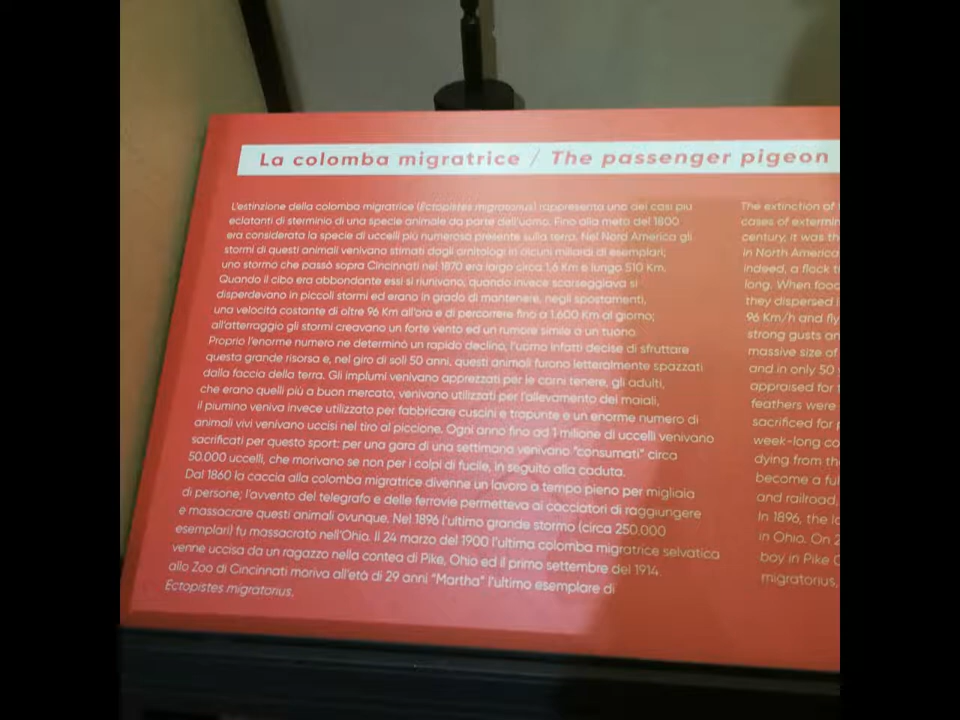 La colomba migratrice / The passenger pigeon
L'estinzione della colomba migratrice (Ectopistes migratorius) rappresenta uno dei casi più
eclatanti di sterminio di una specie animale da parte dell'uomo. Fino alla metà del 1800
era considerata la specie di uccelli più numerosa presente sulla terra. Nel Nord America gli
stormi di questi animali venivano stimati dagli ornitologi in alcuni miliardi di esemplari;
uno stormo che passò sopra Cincinnati nel 1870 era largo circa 1,6 Km e lungo 510 Km.
Quando il cibo era abbondante essi si riunivano, quando invece scarseggiava si
disperdevano in piccoli stormi ed erano in grado di mantenere, negli spostamenti,
una velocità costante di oltre 96 Km all'ora e di percorrere fino a 1.600 Km al giorno;
all'atterraggio gli stormi creavano un forte vento ed un rumore simile a un tuono.
Proprio l'enorme numero ne determinò un rapido declino, l'uomo infatti decise di sfruttare
questa grande risorsa e, nel giro di soli 50 anni, questi animali furono letteralmente spazzati
dalla faccia della terra. Gli implumi venivano apprezzati per le carni tenere, gli adulti,
che erano quelli più a buon mercato, venivano utilizzati per l'allevamento dei maiali,
il piumino veniva invece utilizzato per fabbricare cuscini e trapunte e un enorme numero di
animali vivi venivano uccisi nel tiro al piccione. Ogni anno fino ad 1 milione di uccelli venivano
sacrificati per questo sport: per una gara di una settimana venivano "consumati" circa
50.000 uccelli, che morivano se non per i colpi di fucile, in seguito alla caduta.
Dal 1860 la caccia alla colomba migratrice divenne un lavoro a tempo pieno per migliaia
di persone; l'avvento del telegrafo e delle ferrovie permetteva ai cacciatori di raggiungere
e massacrare questi animali ovunque. Nel 1896 l'ultimo grande stormo (circa 250.000
esemplari) fu massacrato nell'Ohio. Il 24 marzo del 1900 l'ultima colomba migratrice selvatica
venne uccisa da un ragazzo nella contea di Pike, Ohio ed il primo settembre del 1914
allo Zoo di Cincinnati moriva all'età di 29 anni "Martha" l'ultimo esemplare di
Ectopistes migratorius.
The extinction of
cases of extermin
century, it was th
in North America
indeed, a flock t
long. When food
they dispersed i
96 Km/h and fly
strong gusts an
massive size of
and in only 50
appraised for
feathers were
sacrificed for
week-long co
dying from the
become a ful
and railroad,
In 1896, the la
in Ohio. On 2
boy in Pike C
migratorius,